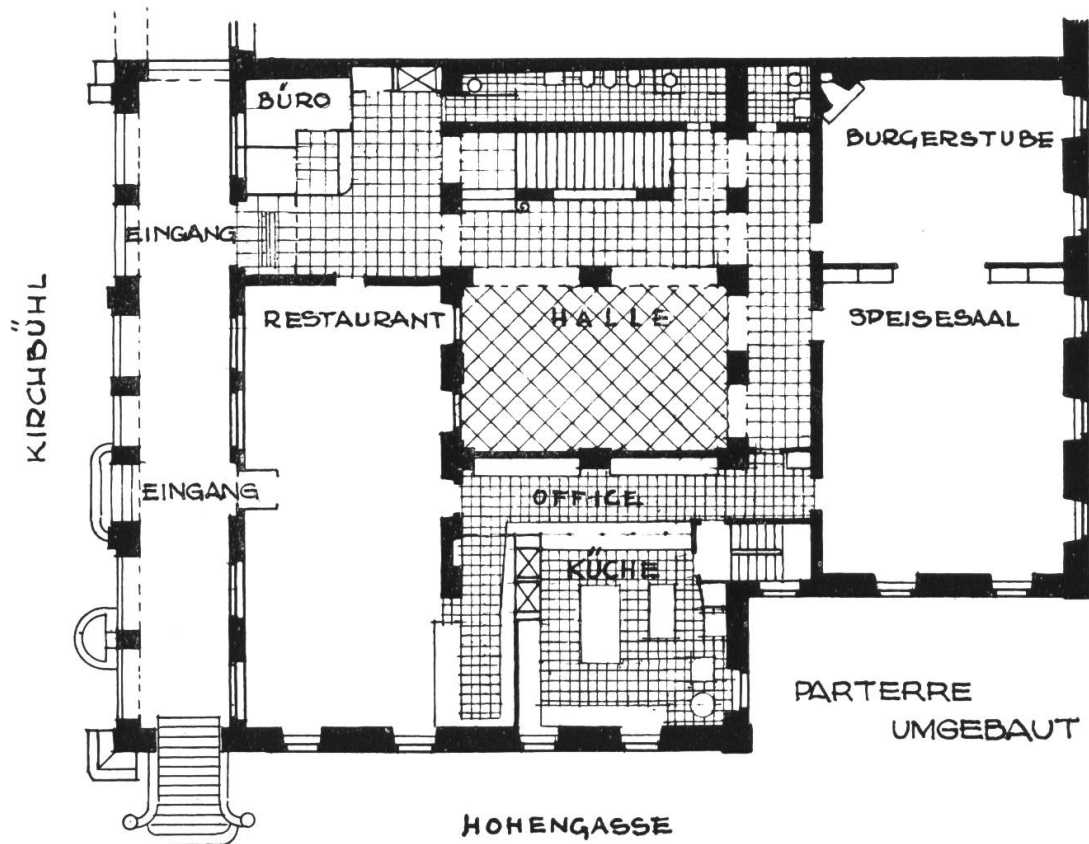 BÜRO
BURGERSTUBE
EINGANG
RESTAURANT
HALLE
SPEISESAAL
KIRCHBÜHL
EINGANG
OFFICE
KÜCHE
PARTERRE
UMGEBAUT
HOHENGASSE